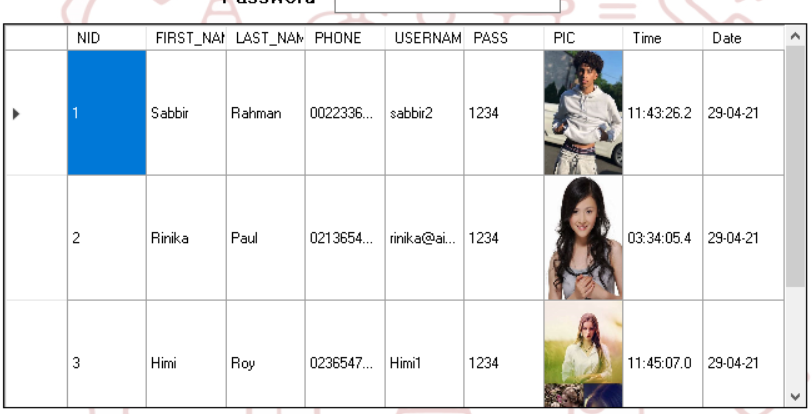 Password
NID FIRST_NAM LAST_NAM PHONE USERNAM PASS PIC Time Date
1 Sabbir Rahman 0022336... sabbir2 1234 11:43:26.2 29-04-21
2 Rinika Paul 0213654... rinika@ai... 1234 03:34:05.4 29-04-21
3 Himi Roy 0236547... Himi1 1234 11:45:07.0 29-04-21